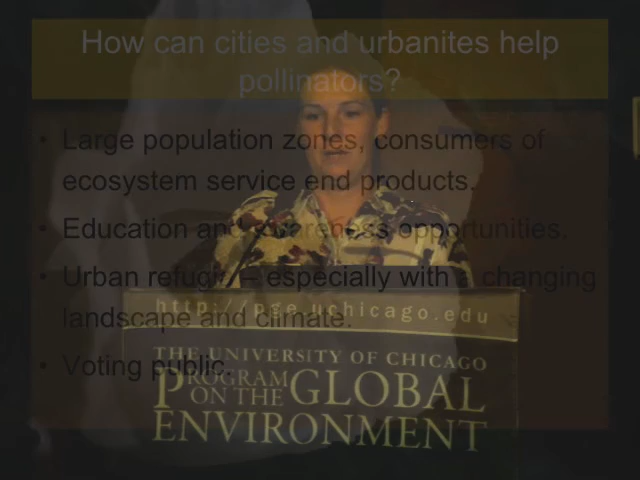 How can cities and urbanites help
pollinators?
• Large population zones, consumers of
ecosystem service end products.
• Education and awareness opportunities.
• Urban refugia – especially with a changing
landscape and climate.
• Voting public.
http://pge.uchicago.edu
THE UNIVERSITY OF CHICAGO
PROGRAM
ON THE GLOBAL
ENVIRONMENT